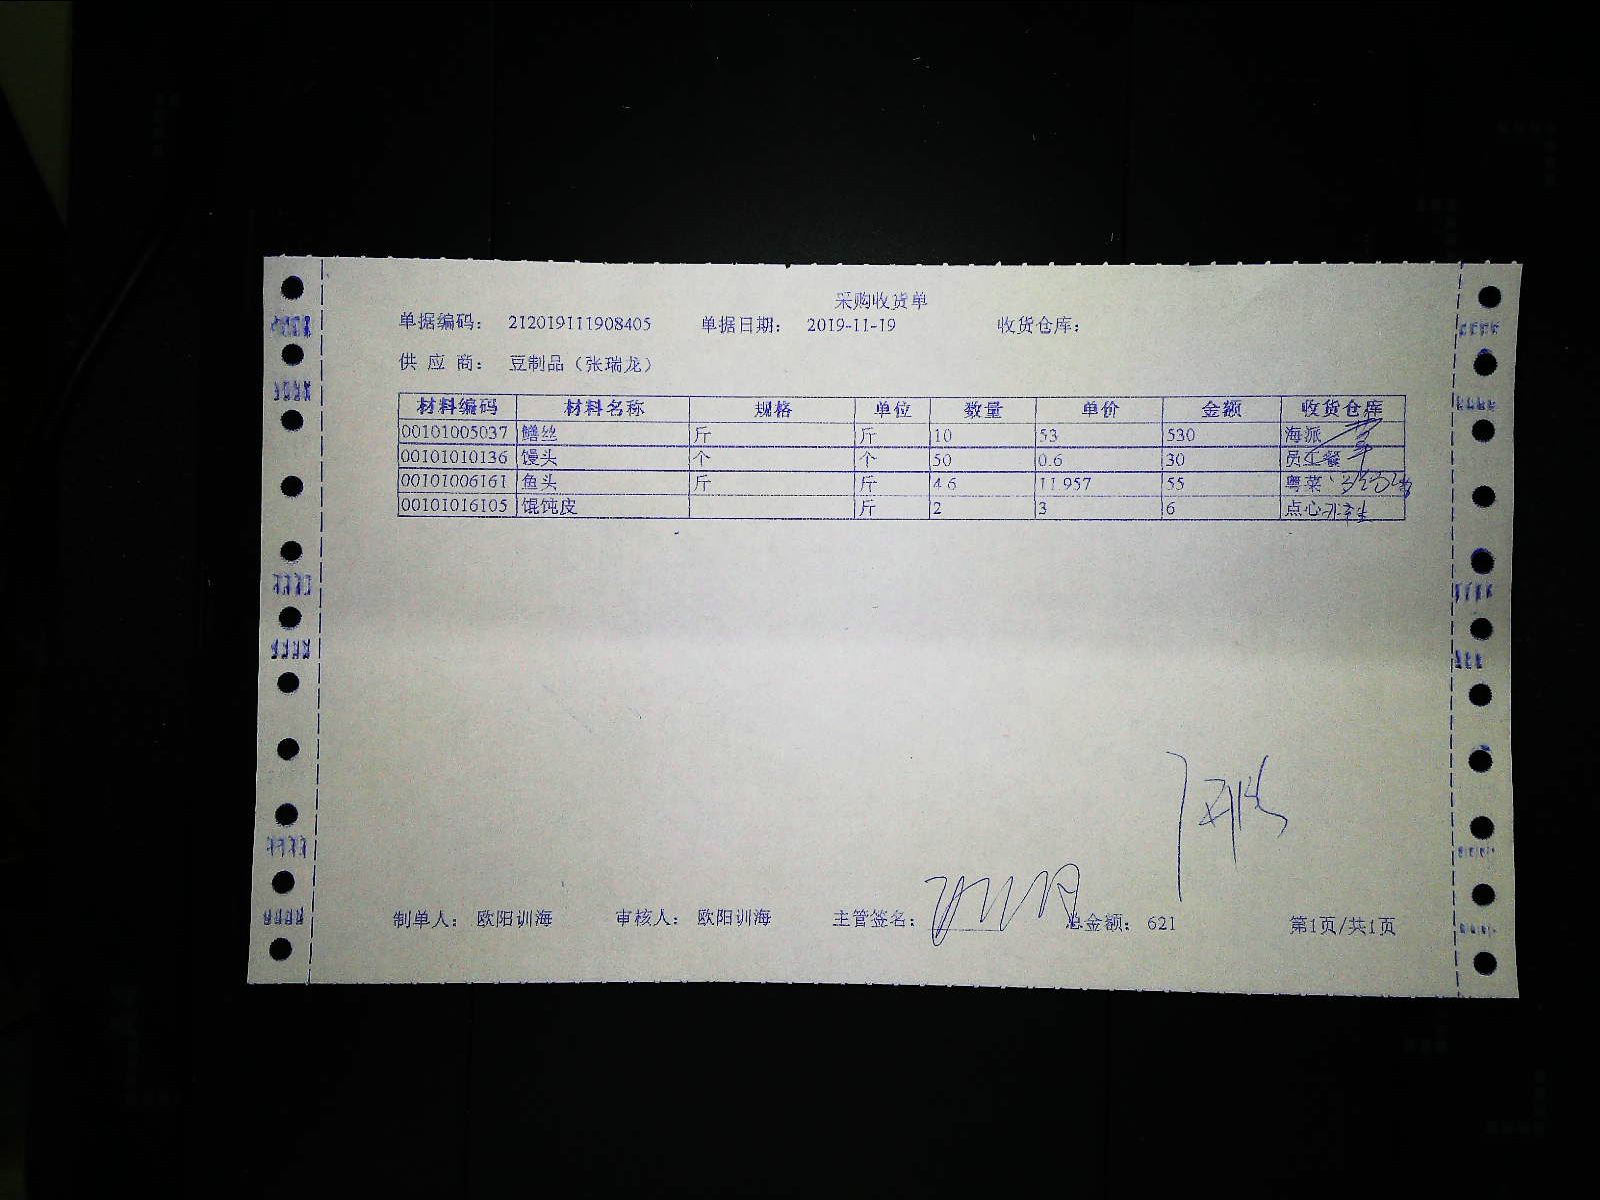 采购收货单
单据编码: 212019111908405 单据日期: 2019-11-19 收货仓库:
供应商: 豆制品(张瑞龙)
材料编码 材料名称 规格 单位 数量 单价 金额 收货仓库
00101005037 鳝丝 斤 斤 10 53 530 海派
00101010136 馒头 个 个 50 0.6 30 员工餐
00101006161 鱼头 斤 斤 4.6 11.957 55 粤菜
00101016105 馄饨皮 斤 2 3 6 点心
制单人: 欧阳训海 审核人: 欧阳训海 主管签名: 总金额: 621 第1页/共1页